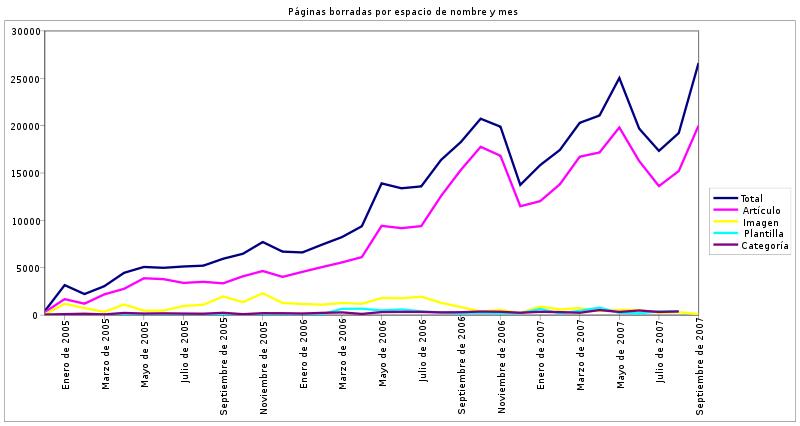 Páginas borradas por espacio de nombre y mes
30000
25000
20000
15000
10000
5000
0
Enero de 2005
Marzo de 2005
Mayo de 2005
Julio de 2005
Septiembre de 2005
Noviembre de 2005
Enero de 2006
Marzo de 2006
Mayo de 2006
Julio de 2006
Septiembre de 2006
Noviembre de 2006
Enero de 2007
Marzo de 2007
Mayo de 2007
Julio de 2007
Septiembre de 2007
Total
Artículo
Imagen
Plantilla
Categoría